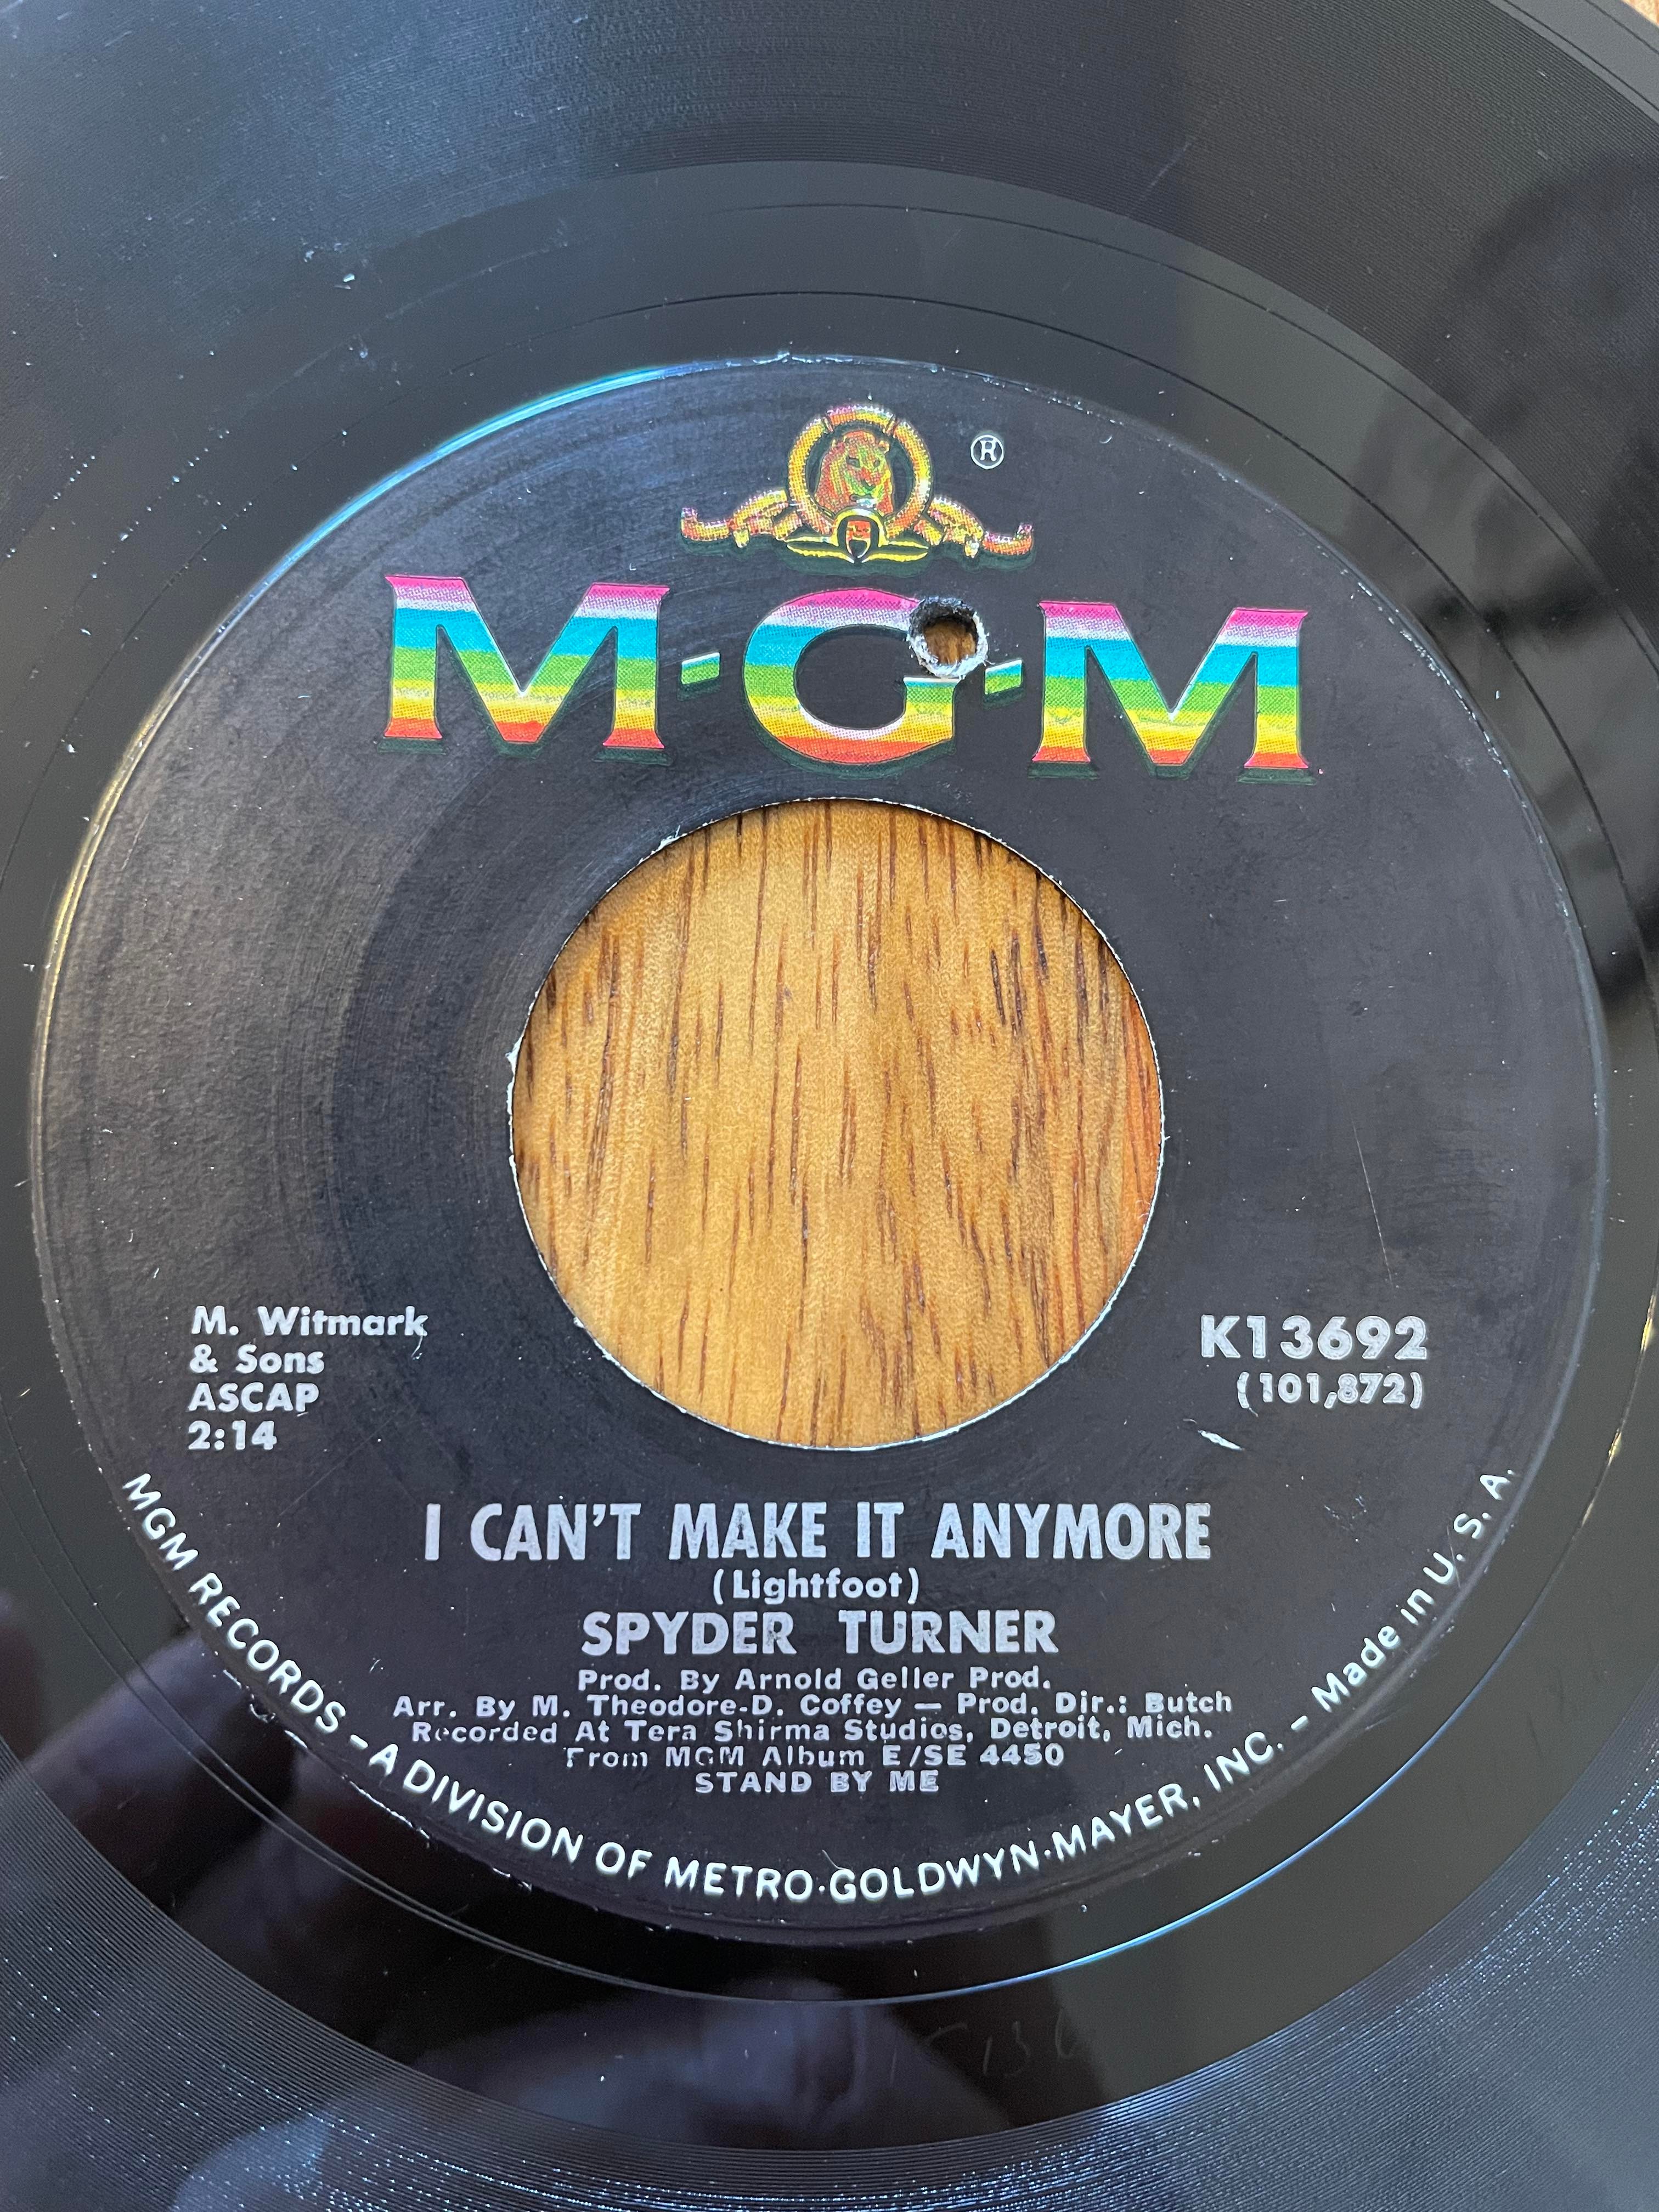 ®
M·G·M
M. Witmark
& Sons
ASCAP
2:14
K13692
(101,872)
I CAN'T MAKE IT ANYMORE
(Lightfoot)
SPYDER TURNER
Prod. By Arnold Geller Prod.
Arr. By M. Theodore-D. Coffey — Prod. Dir.: Butch
Recorded At Tera Shirma Studios, Detroit, Mich.
From MGM Album E/SE 4450
STAND BY ME
MGM RECORDS – A DIVISION OF METRO·GOLDWYN·MAYER, INC. – Made in U. S. A.